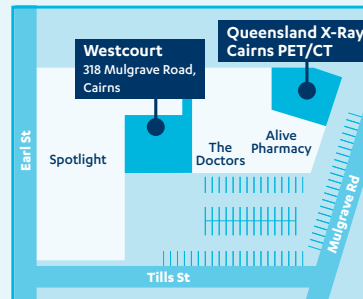 Queensland X-Ray
Cairns PET/CT
Westcourt
318 Mulgrave Road,
Cairns
Earl St
Spotlight
The
Doctors
Alive
Pharmacy
Mulgrave Rd
Tills St